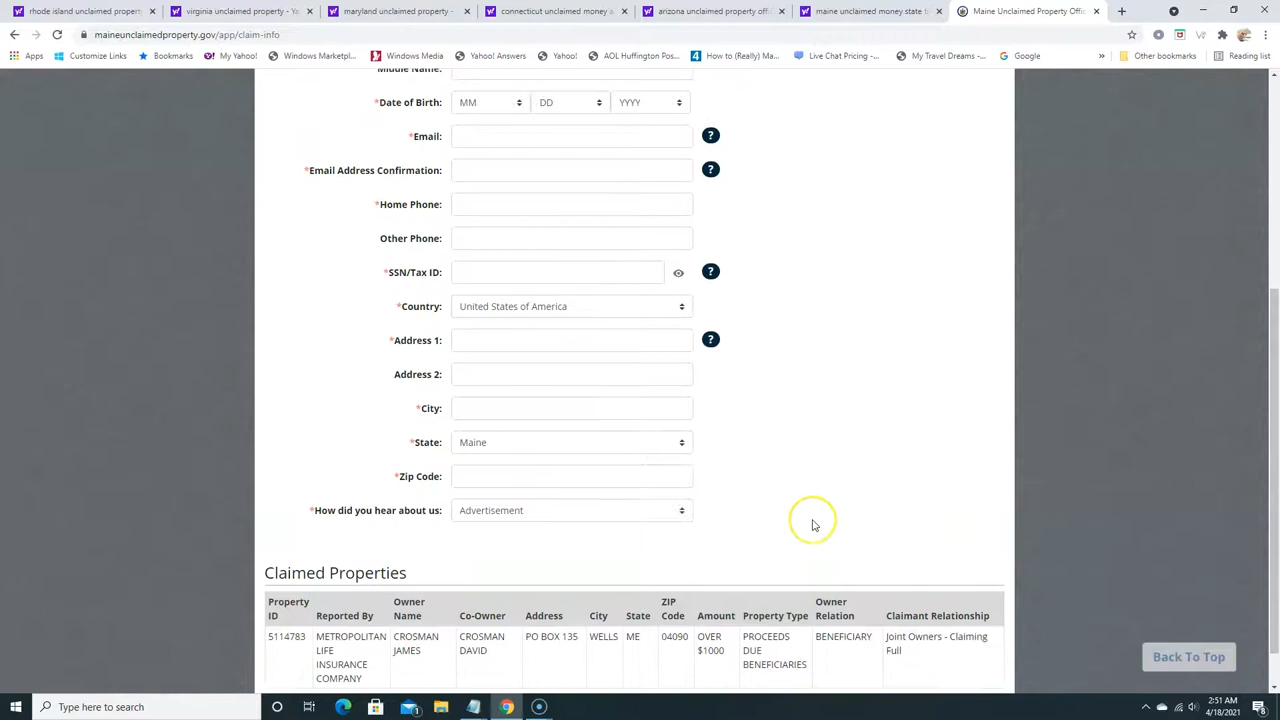 rhode island unclaimed property
virginia unclaimed property - Ya
maryland unclaimed property -
connecticut unclaimed money
arizona unclaimed property offi
maine unclaimed money state t
Maine Unclaimed Property Offic
maineunclaimedproperty.gov/app/claim-info
Apps
Customize Links
Bookmarks
My Yahoo!
Windows Marketpl...
Windows Media
Yahoo! Answers
Yahoo!
AOL Huffington Pos...
How to (Really) Ma...
Live Chat Pricing -...
My Travel Dreams -...
Google
»
Other bookmarks
Reading list
Middle Name:
*Date of Birth: MM DD YYYY
*Email: ?
*Email Address Confirmation: ?
*Home Phone:
Other Phone:
*SSN/Tax ID: ?
*Country: United States of America
*Address 1: ?
Address 2:
*City:
*State: Maine
*Zip Code:
*How did you hear about us: Advertisement
Claimed Properties
Property ID
Reported By
Owner Name
Co-Owner
Address
City
State
ZIP Code
Amount
Property Type
Owner Relation
Claimant Relationship
5114783
METROPOLITAN
LIFE
INSURANCE
COMPANY
CROSMAN
JAMES
CROSMAN
DAVID
PO BOX 135
WELLS
ME
04090
OVER
$1000
PROCEEDS
DUE
BENEFICIARIES
BENEFICIARY
Joint Owners - Claiming
Full
Back To Top
Type here to search
2:51 AM
4/18/2021